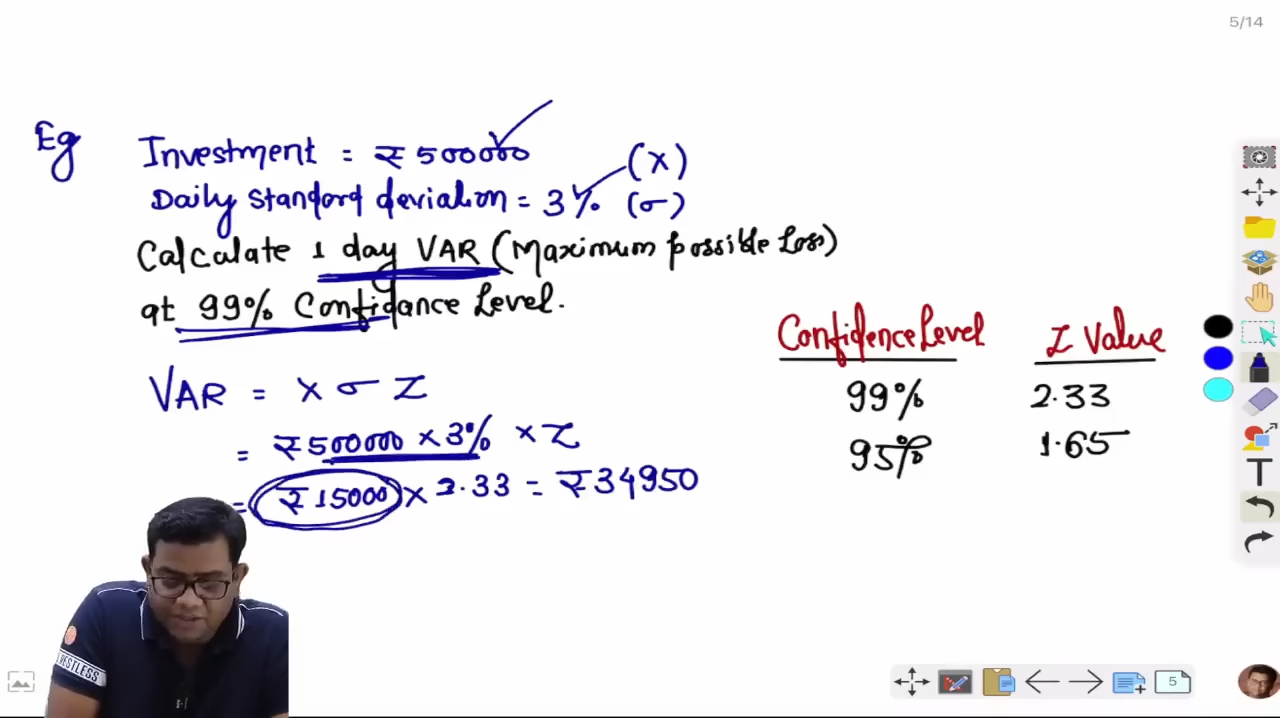 5/14
Eg Investment = ₹500000 (X)
Daily Standard deviation = 3% (σ)
Calculate 1 day VAR (Maximum possible Loss)
at 99% Confidance Level.
Confidence Level Z Value
VAR = X σ Z
99% 2.33
= ₹500000 × 3% × Z
95% 1.65
= ₹15000 × 2.33 = ₹34950
T
5